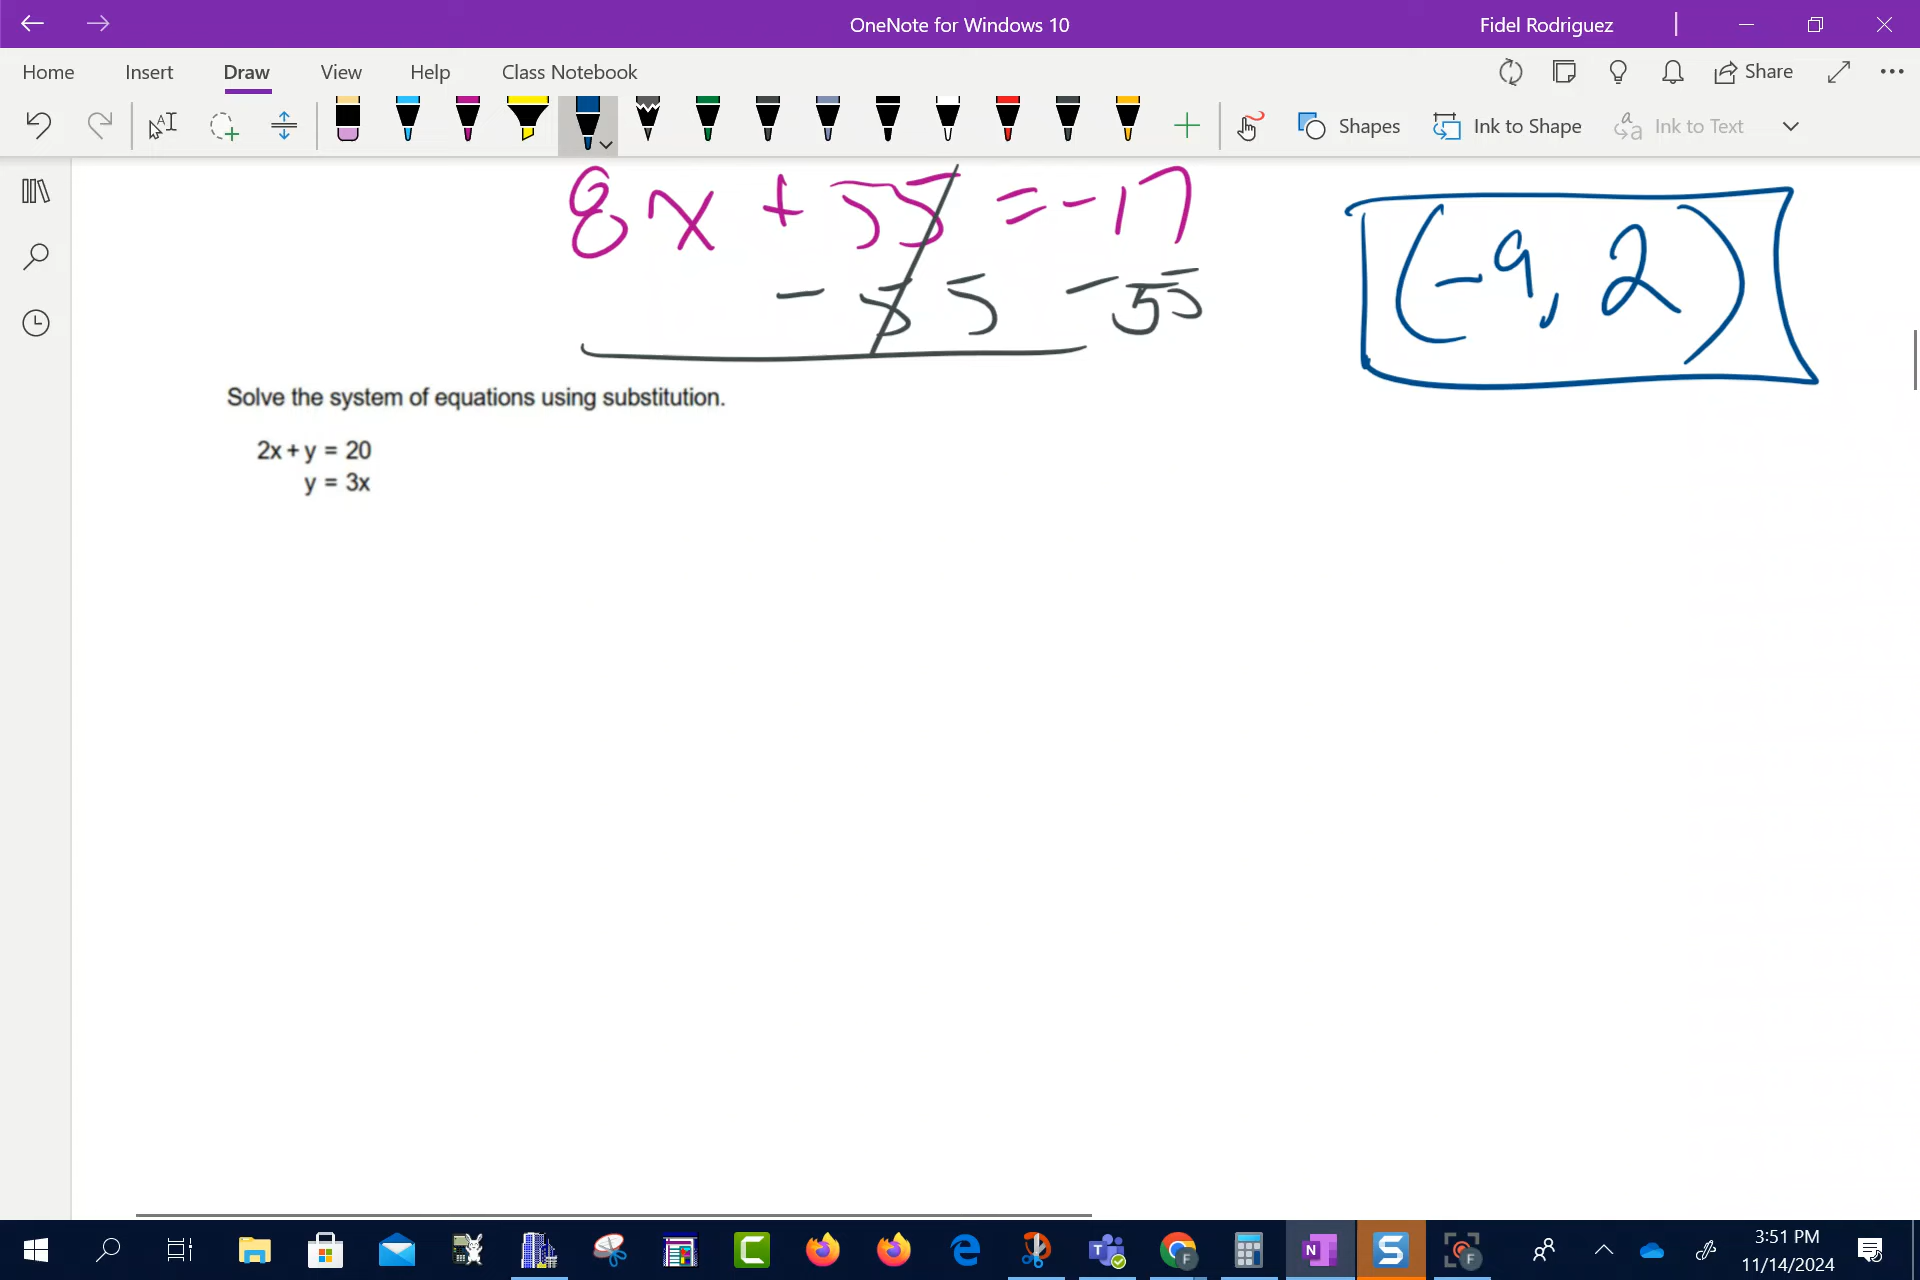 OneNote for Windows 10
Fidel Rodriguez
Home Insert Draw View Help Class Notebook Share
Shapes Ink to Shape Ink to Text
8x + 55 = -17
- 55 - 55
(-9, 2)
Solve the system of equations using substitution.
2x + y = 20
y = 3x
3:51 PM
11/14/2024